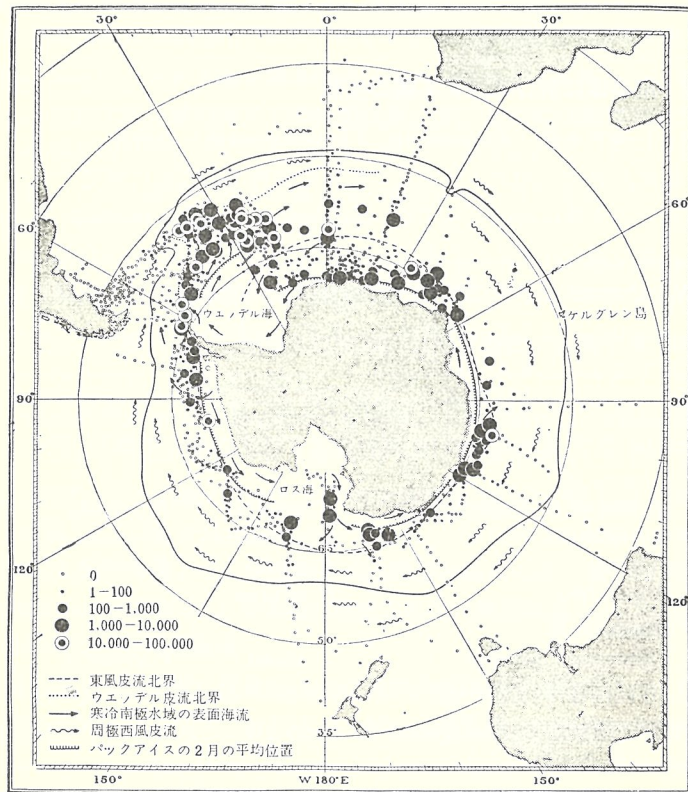 30° 0° 30°
60° 60°
ウエッデル海
ケルグレン島
90° 90°
ロス海
65°
120° 120°
50°
35°
0
1-100
100-1.000
1.000-10.000
10.000-100.000
東風皮流北界
ウエッデル皮流北界
寒冷南極水域の表面海流
周極西風皮流
パックアイスの2月の平均位置
150° W 180°E 150°